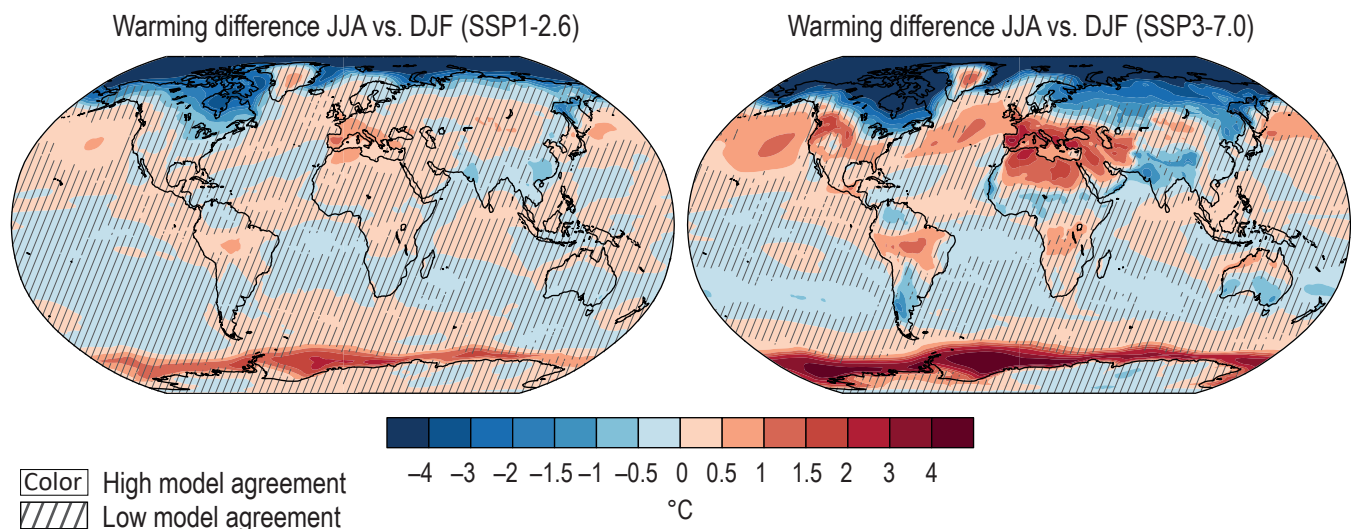 Warming difference JJA vs. DJF (SSP1-2.6)
Warming difference JJA vs. DJF (SSP3-7.0)
–4 –3 –2 –1.5 –1 –0.5 0 0.5 1 1.5 2 3 4
°C
Color High model agreement
Low model agreement